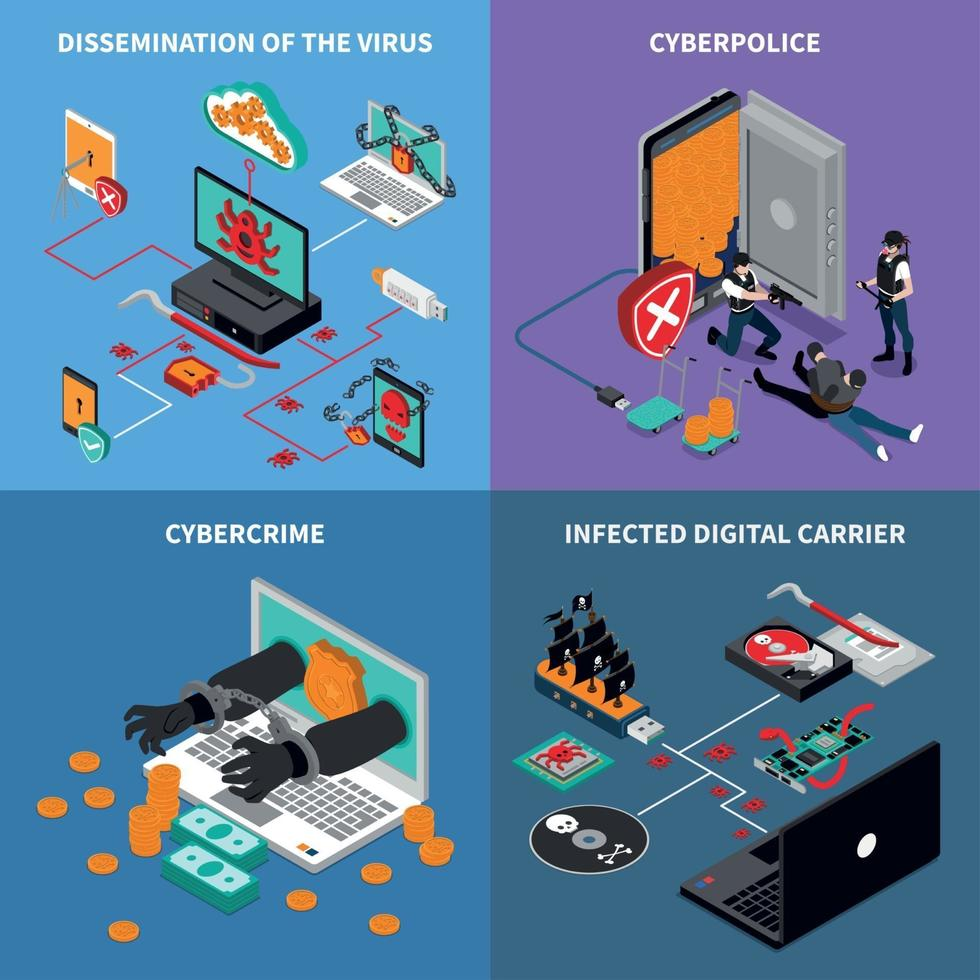 DISSEMINATION OF THE VIRUS
CYBERPOLICE
CYBERCRIME
INFECTED DIGITAL CARRIER